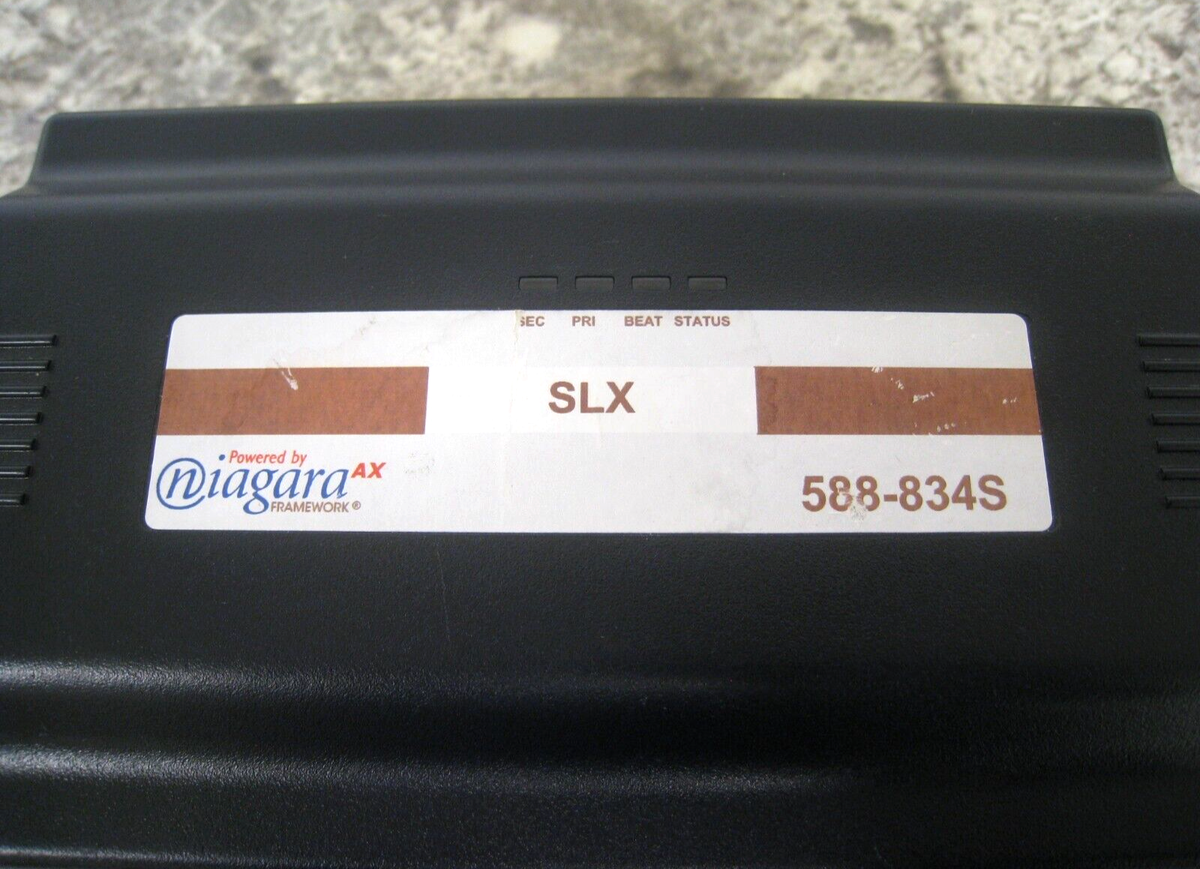 SEC PRI BEAT STATUS
SLX
Powered by
niagara AX
FRAMEWORK®
588-834S